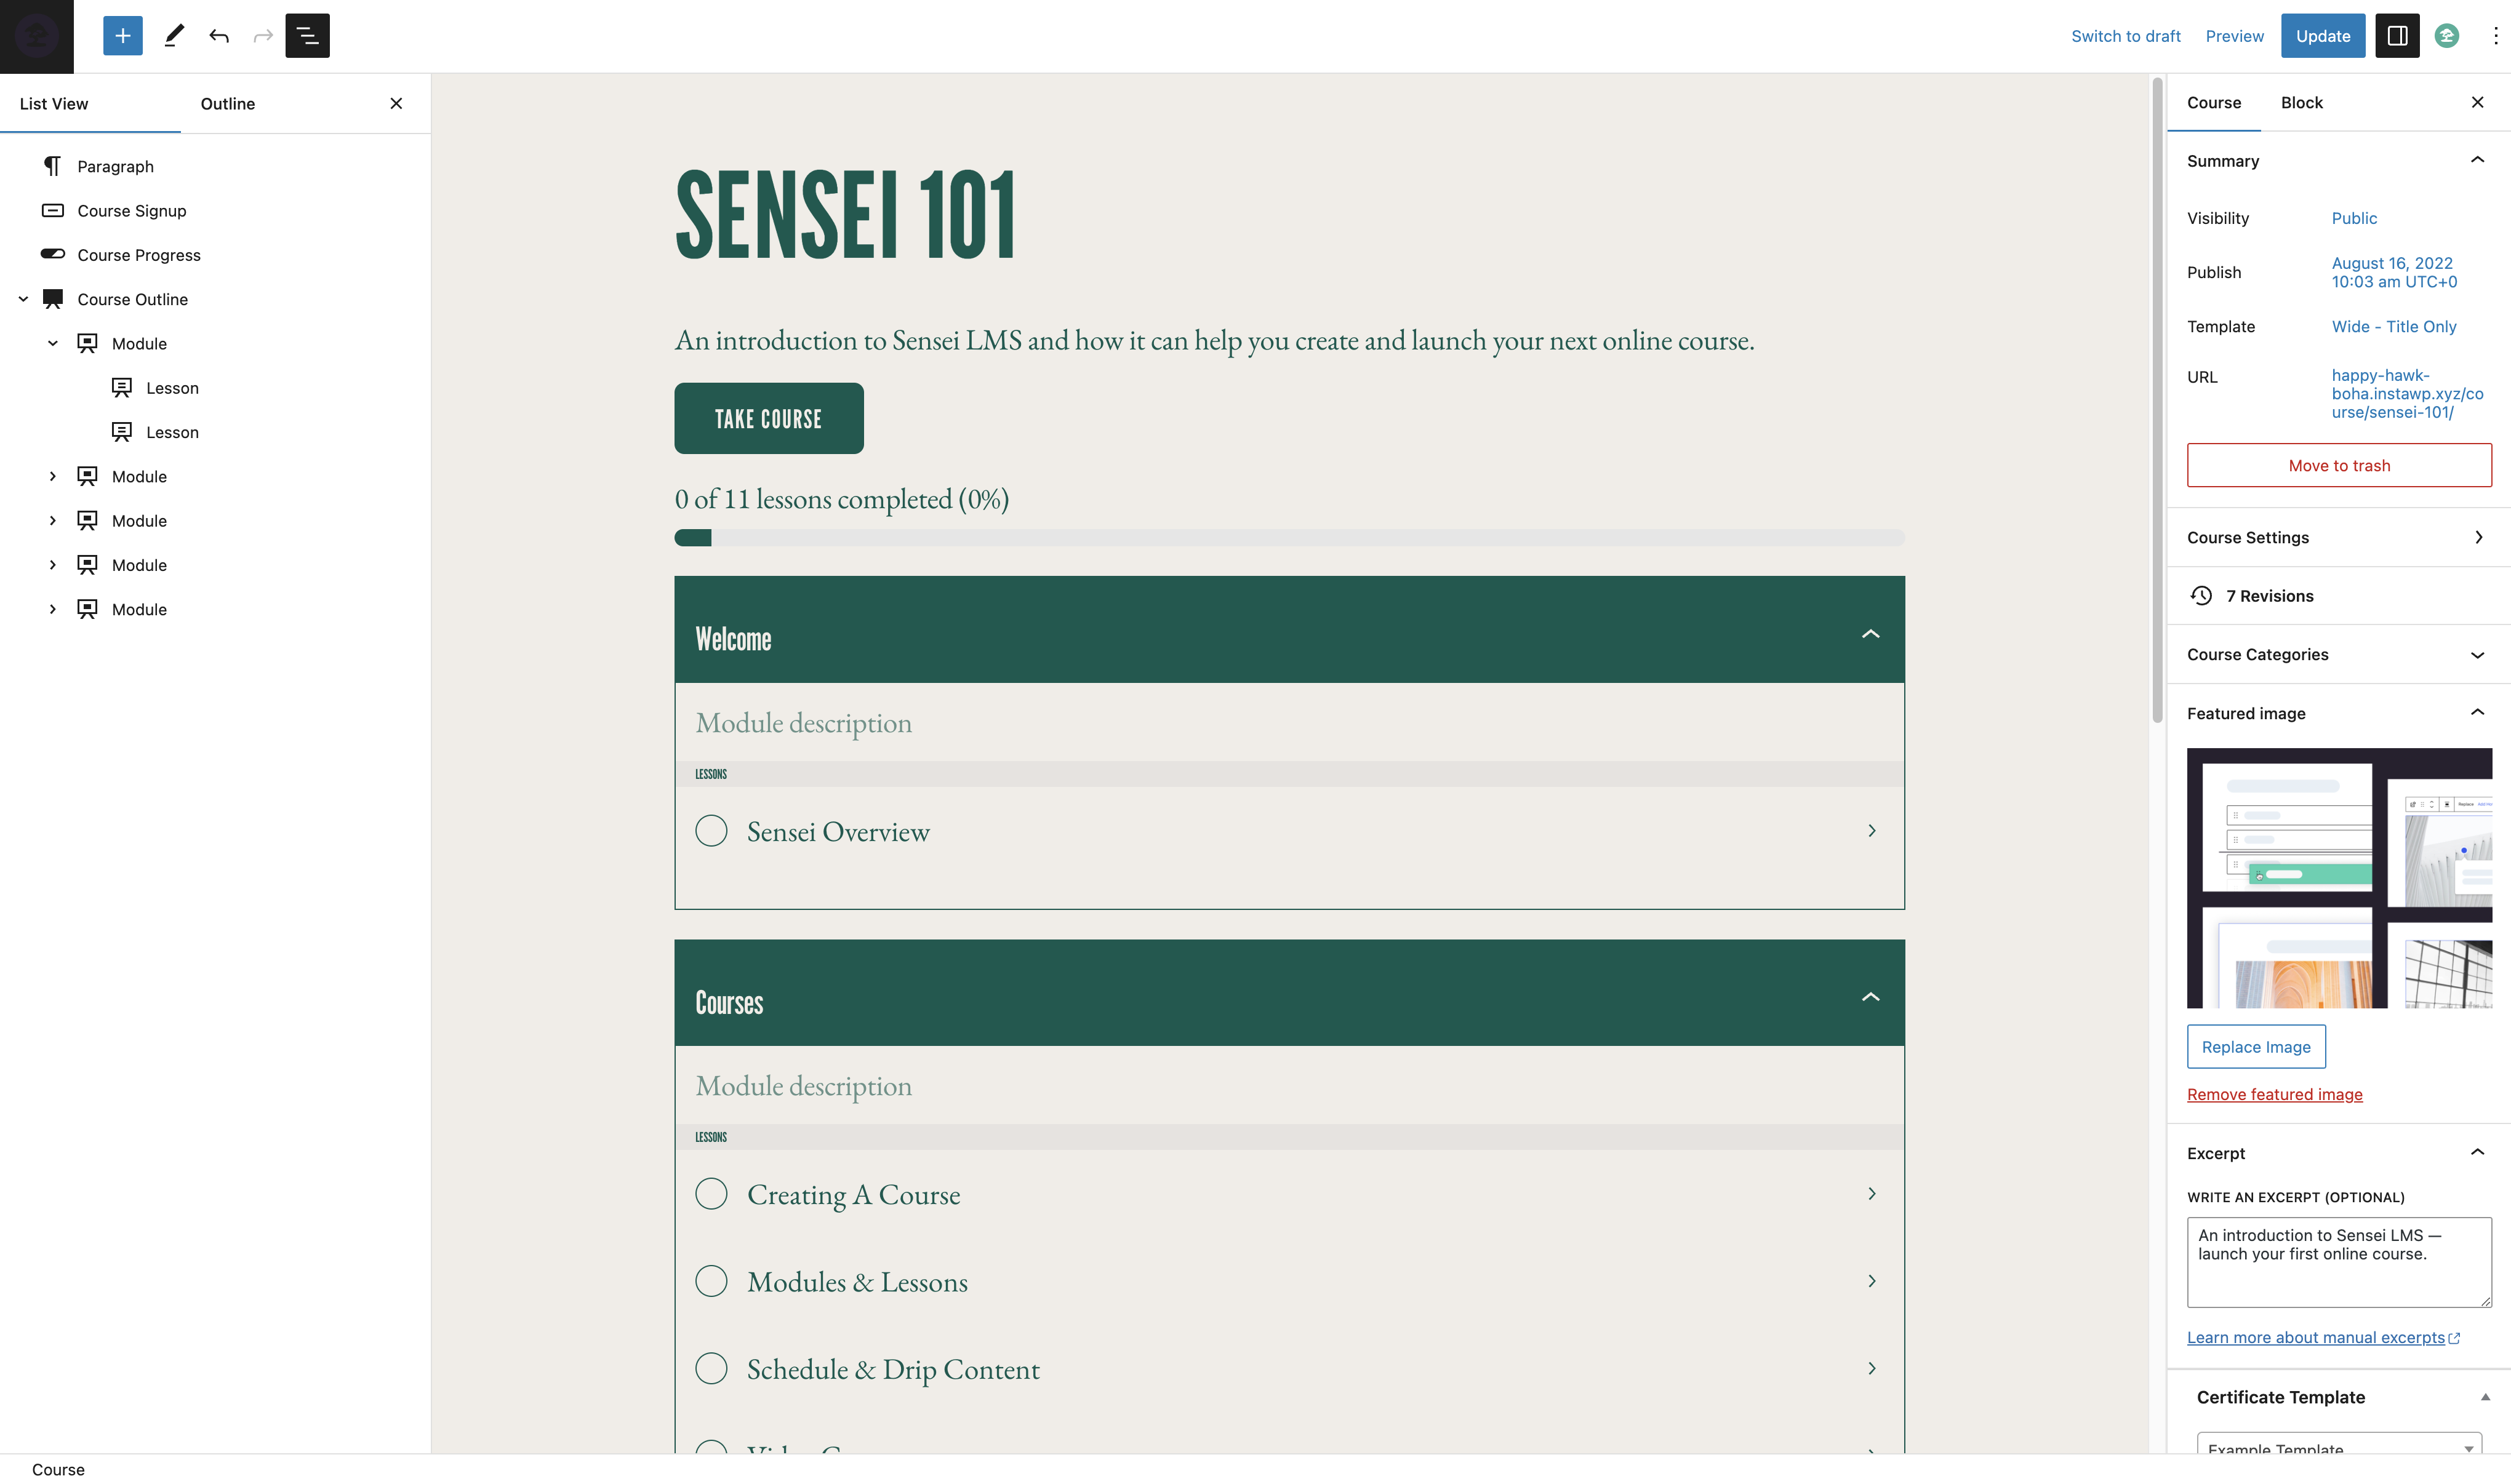 Switch to draft
Preview
Update
List View
Outline
Paragraph
Course Signup
Course Progress
Course Outline
Module
Lesson
Lesson
Module
Module
Module
Module
SENSEI 101
An introduction to Sensei LMS and how it can help you create and launch your next online course.
TAKE COURSE
0 of 11 lessons completed (0%)
Welcome
Module description
LESSONS
Sensei Overview
Courses
Module description
LESSONS
Creating A Course
Modules & Lessons
Schedule & Drip Content
Course
Block
Summary
Visibility
Public
Publish
August 16, 2022
10:03 am UTC+0
Template
Wide - Title Only
URL
happy-hawk-
boha.instawp.xyz/co
urse/sensei-101/
Move to trash
Course Settings
7 Revisions
Course Categories
Featured image
Replace
Replace Image
Remove featured image
Excerpt
WRITE AN EXCERPT (OPTIONAL)
An introduction to Sensei LMS —
launch your first online course.
Learn more about manual excerpts
Certificate Template
Example Template
Course